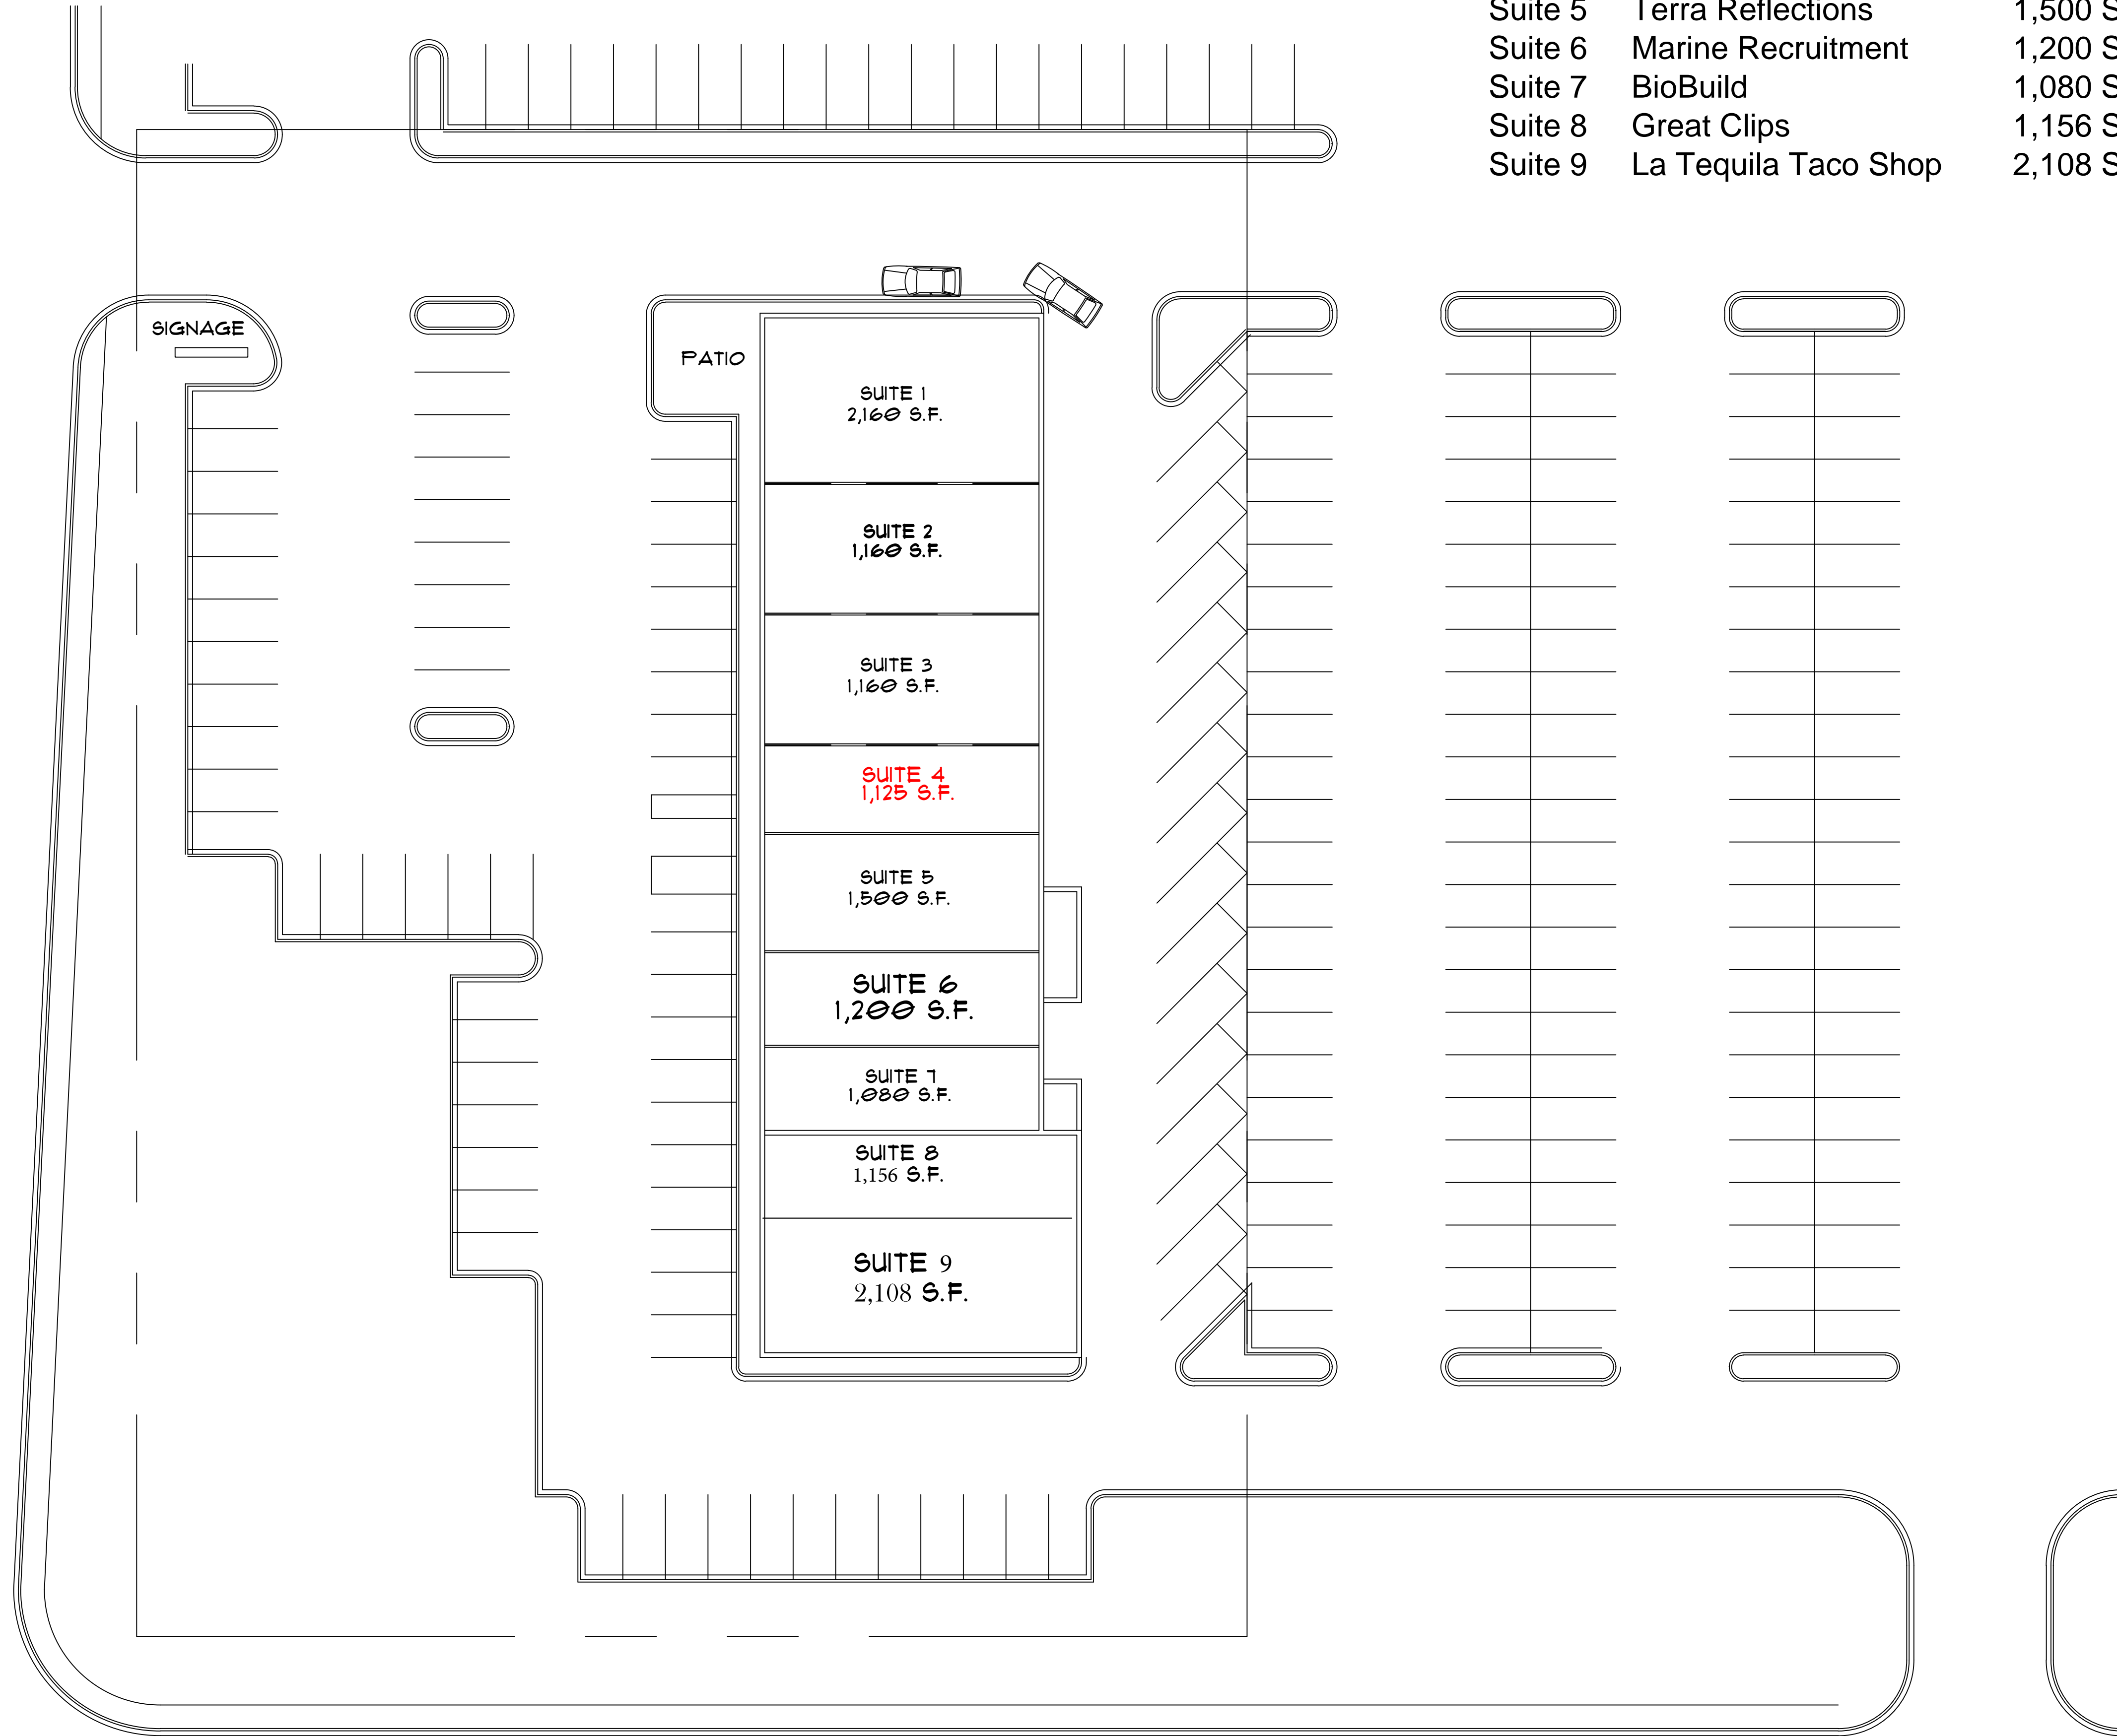 Suite 5 Terra Reflections 1,500 S
Suite 6 Marine Recruitment 1,200 S
Suite 7 BioBuild 1,080 S
Suite 8 Great Clips 1,156 S
Suite 9 La Tequila Taco Shop 2,108 S
SIGNAGE
PATIO
SUITE 1
2,160 S.F.
SUITE 2
1,160 S.F.
SUITE 3
1,160 S.F.
SUITE 4
1,125 S.F.
SUITE 5
1,500 S.F.
SUITE 6
1,200 S.F.
SUITE 7
1,080 S.F.
SUITE 8
1,156 S.F.
SUITE 9
2,108 S.F.